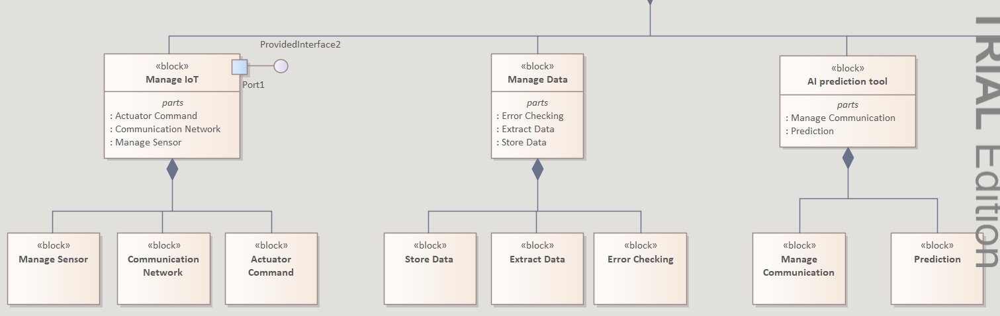 ProvidedInterface2
«block»
Manage IoT
Port1
parts
: Actuator Command
: Communication Network
: Manage Sensor
«block»
Manage Data
parts
: Error Checking
: Extract Data
: Store Data
«block»
AI prediction tool
parts
: Manage Communication
: Prediction
«block»
Manage Sensor
«block»
Communication
Network
«block»
Actuator
Command
«block»
Store Data
«block»
Extract Data
«block»
Error Checking
«block»
Manage
Communication
«block»
Prediction
TRIAL Edition